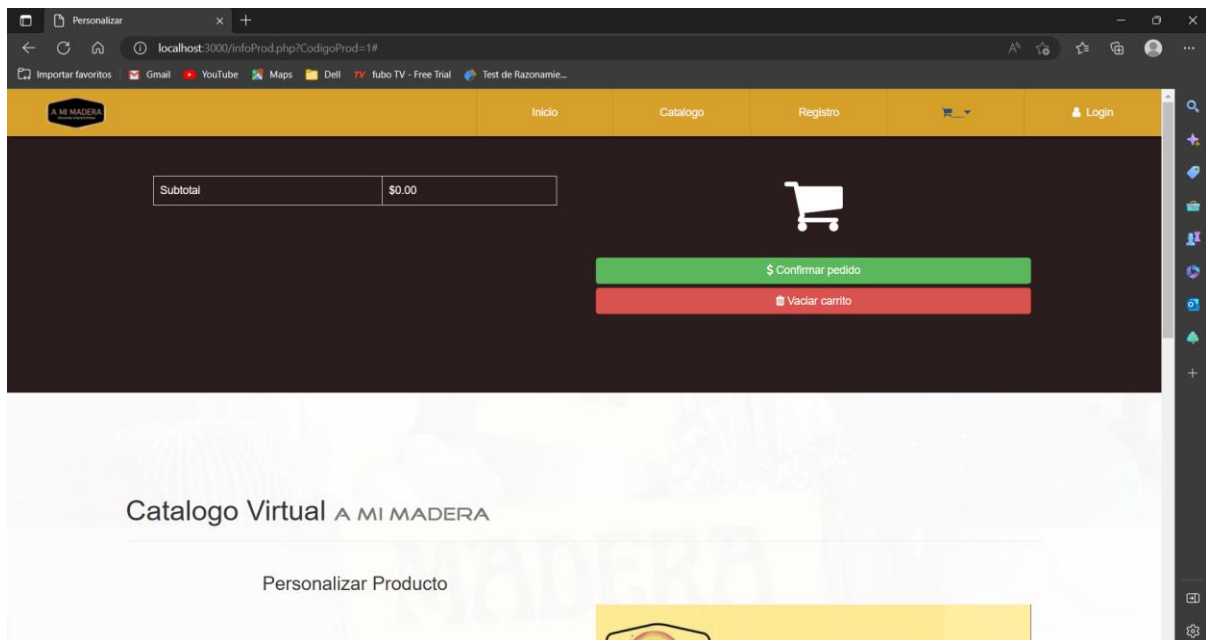 Personalizar
localhost:3000/infoProd.php?CodigoProd=1#
Importar favoritos Gmail YouTube Maps Dell TV fubo TV - Free Trial Test de Razonamie...
A MI MADERA Inicio Catalogo Registro Login
Subtotal $0.00
$ Confirmar pedido
Vaciar carrito
Catalogo Virtual A MI MADERA
MADERA
Personalizar Producto